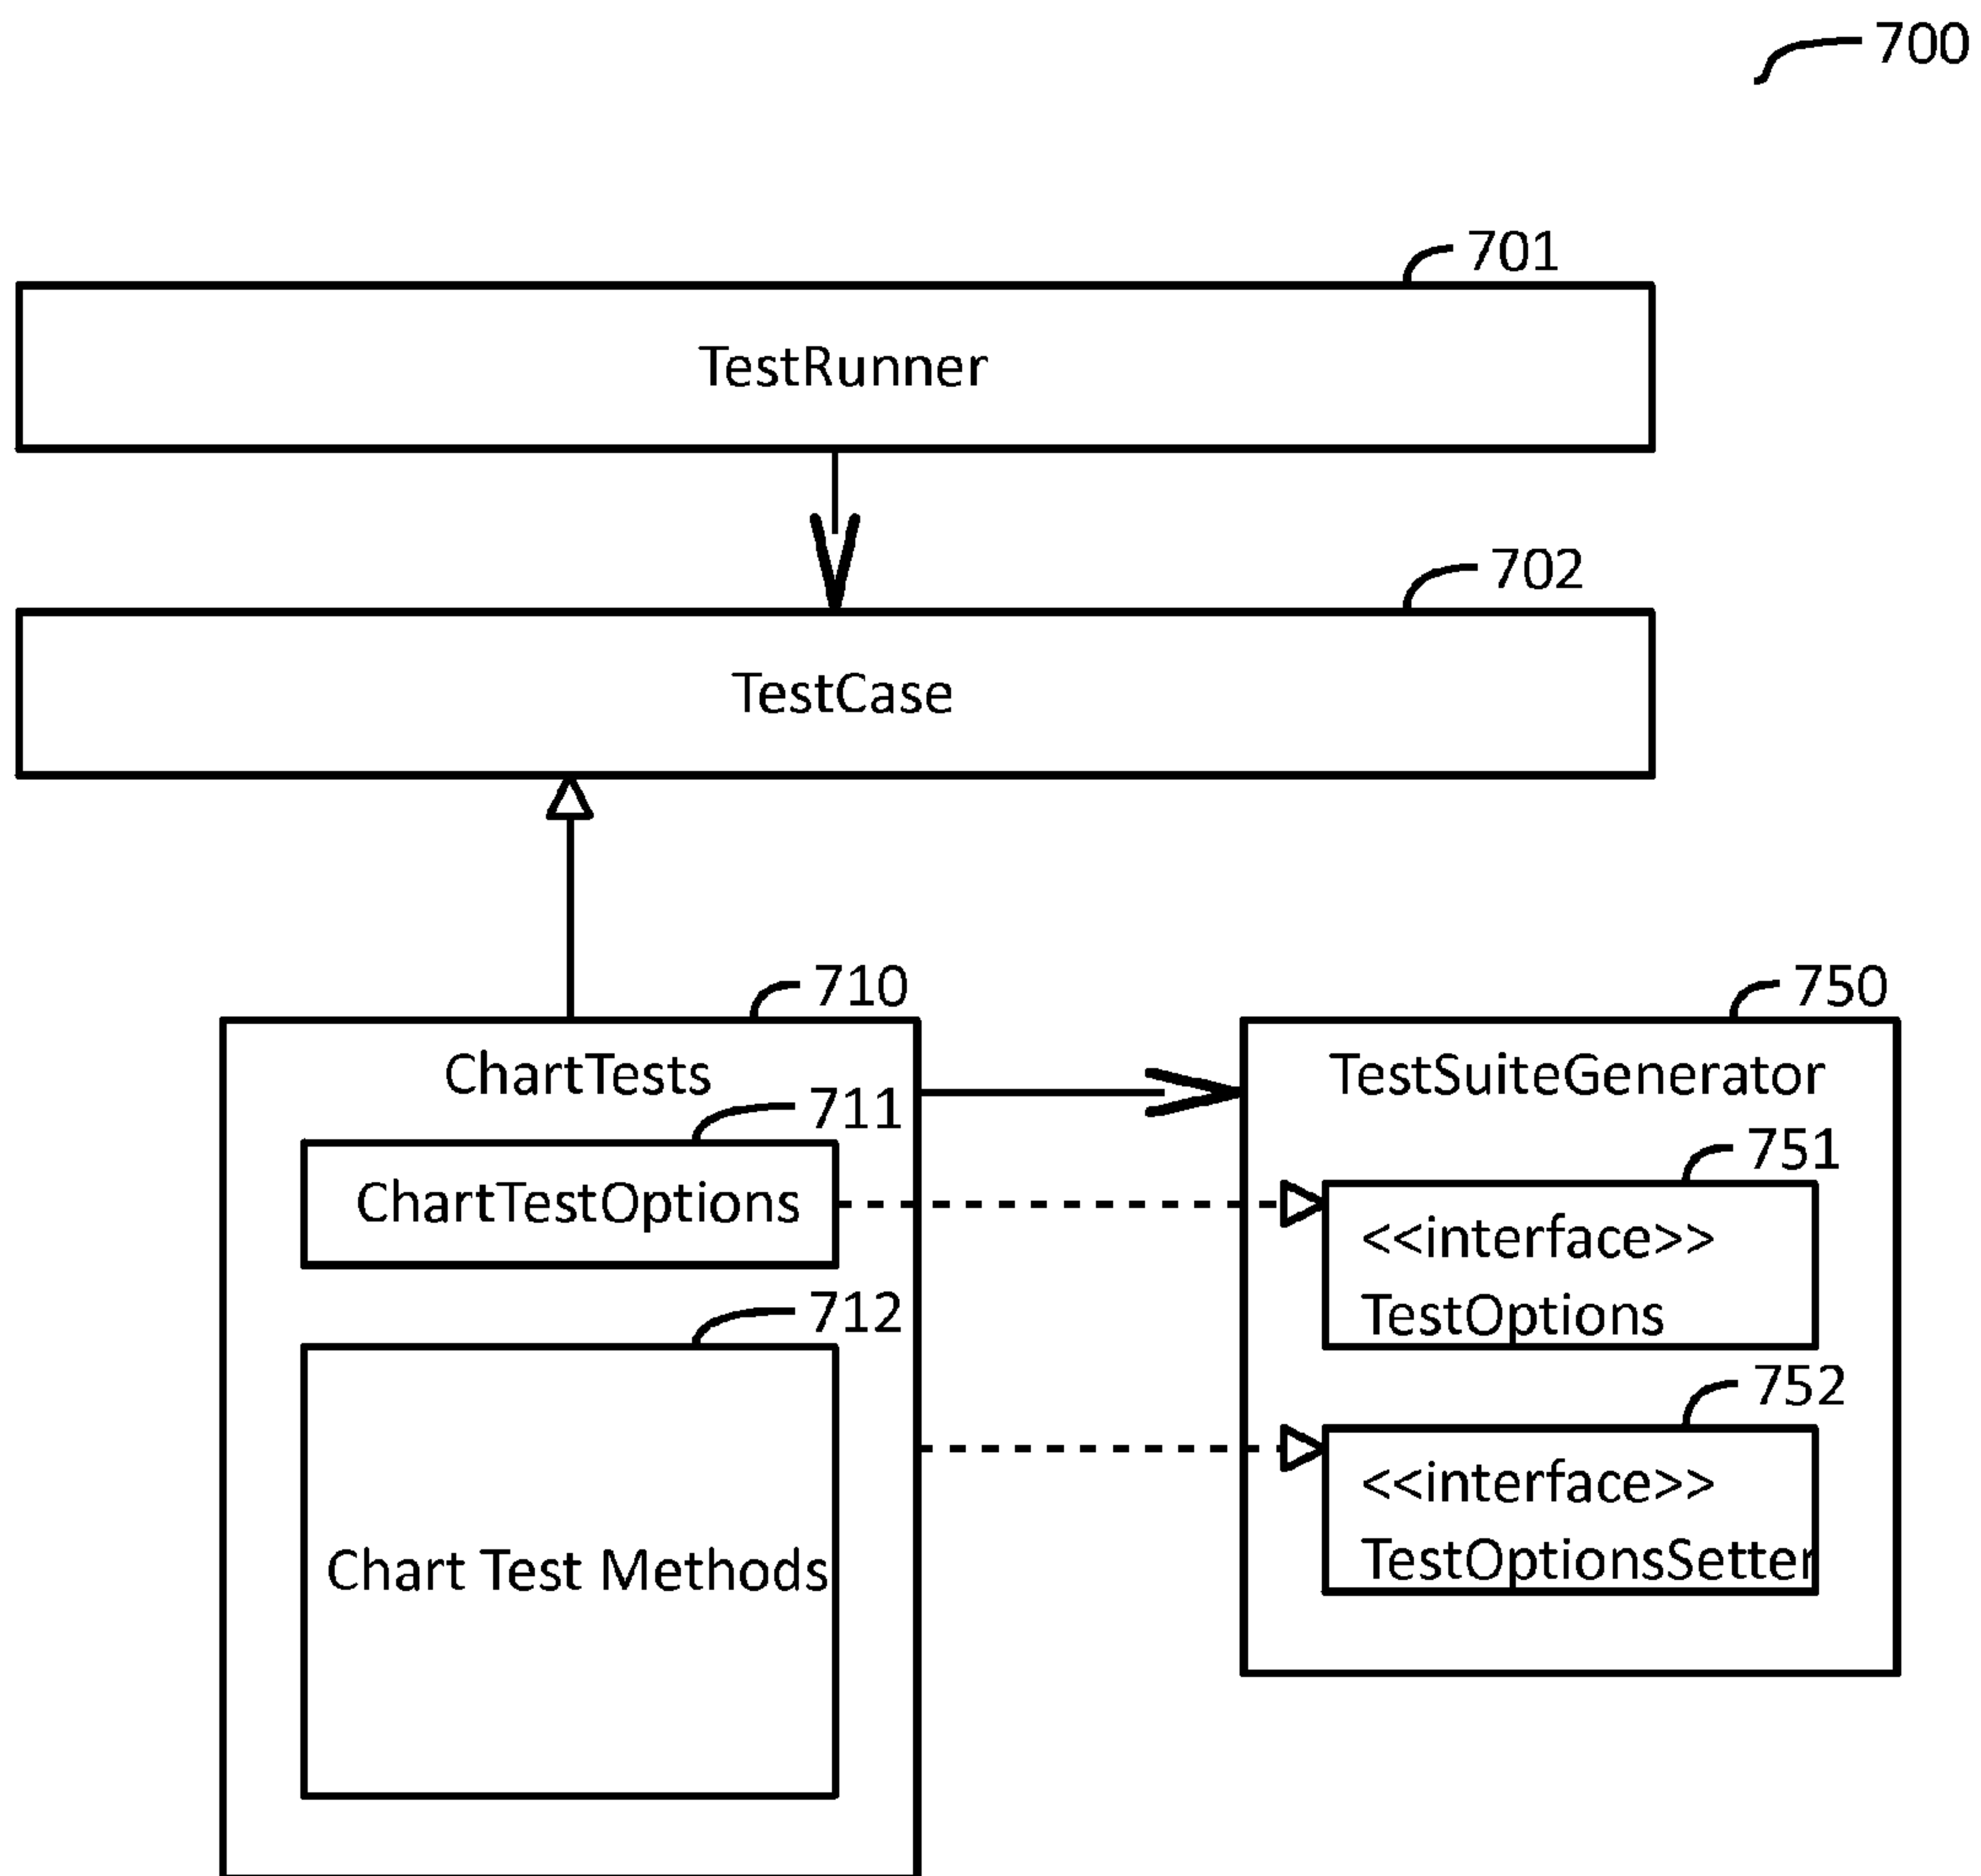 700
701
TestRunner
702
TestCase
710
750
ChartTests
TestSuiteGenerator
711
751
ChartTestOptions
<<interface>>
TestOptions
712
752
<<interface>>
TestOptionsSetter
Chart Test Methods